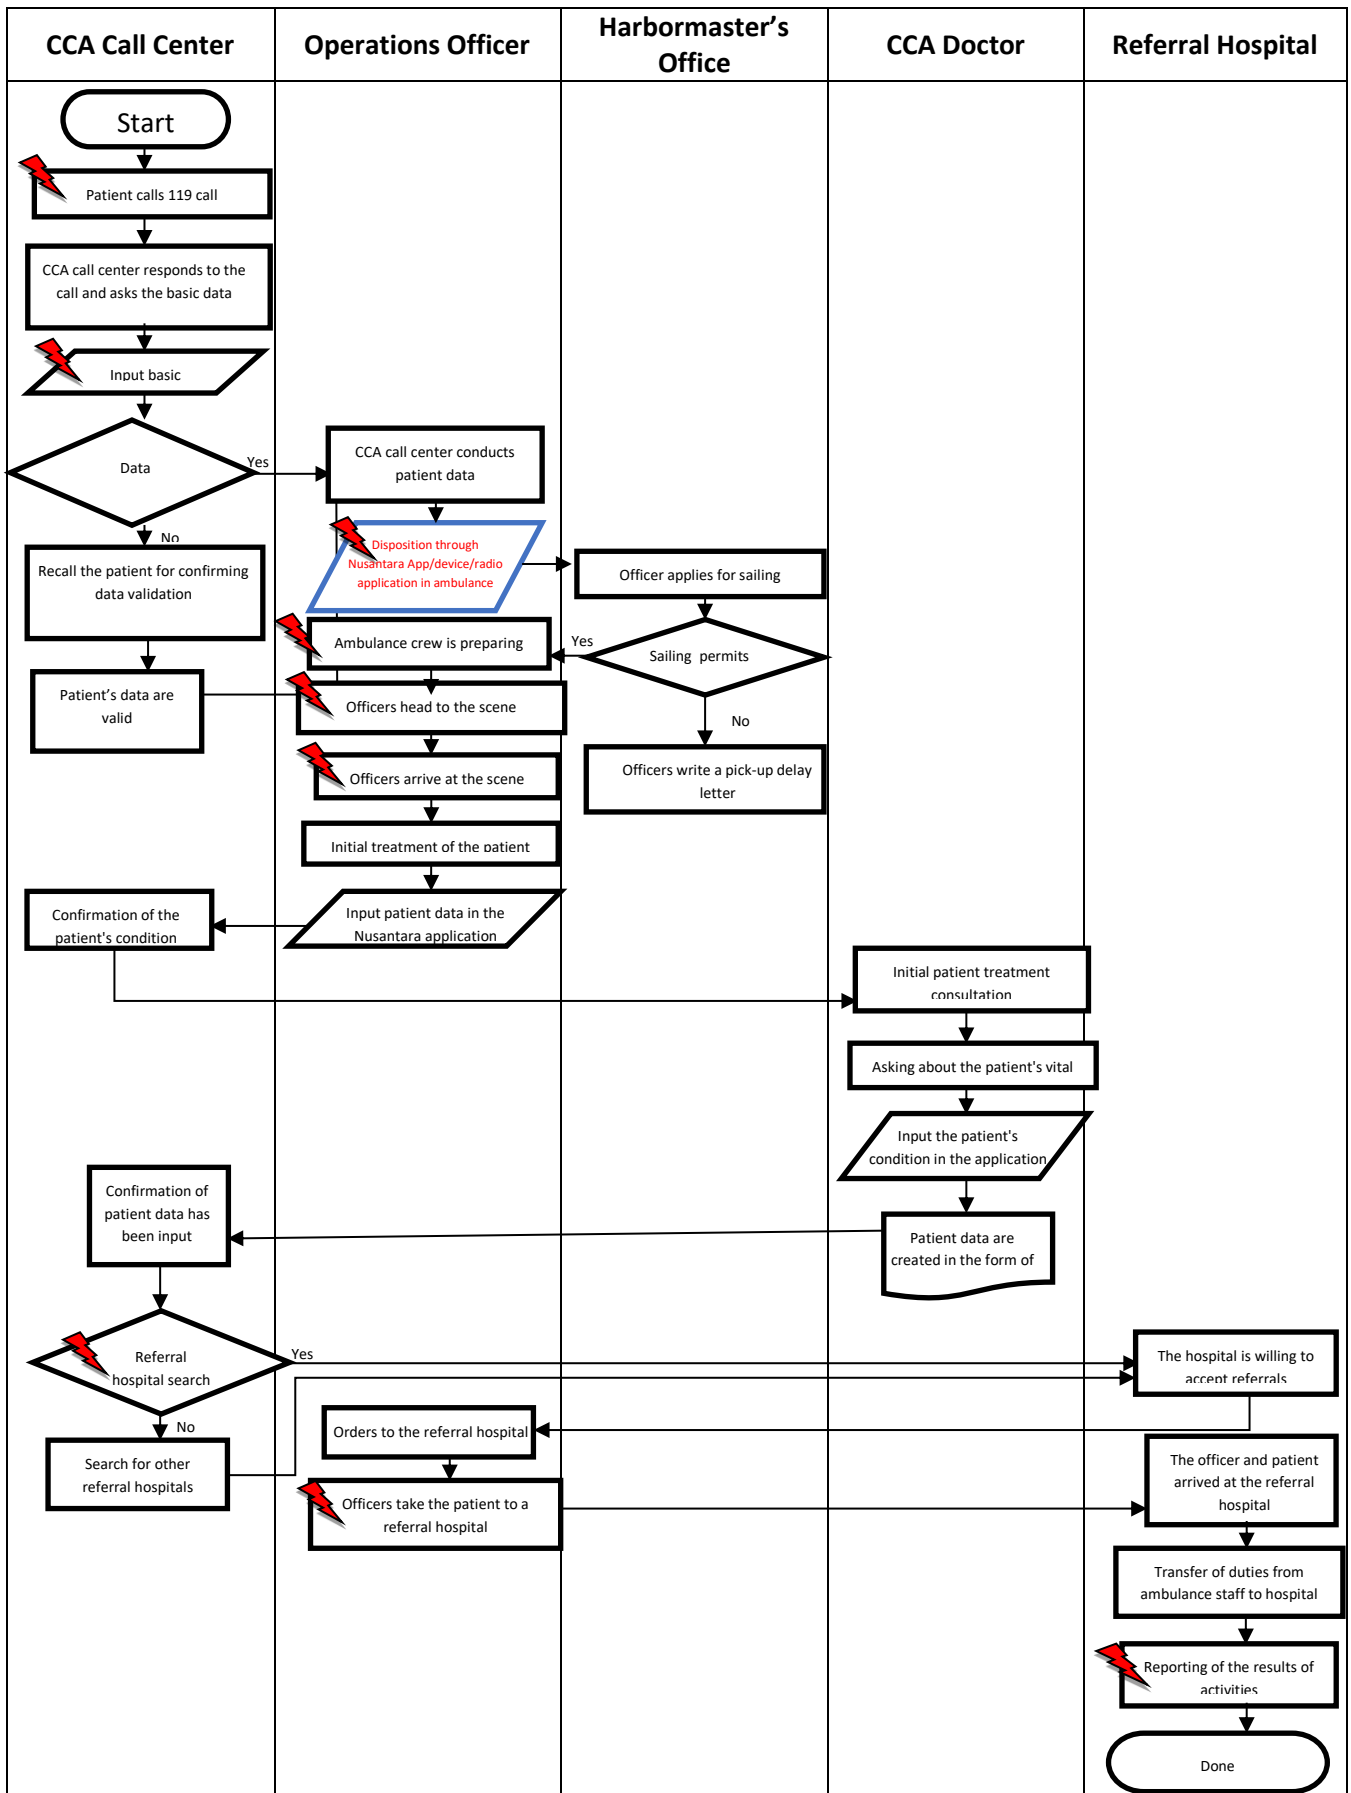 CCA Call Center
Operations Officer
Harbormaster's
Office
CCA Doctor
Referral Hospital
Start
Patient calls 119 call
CCA call center responds to the
call and asks the basic data
Input basic
Data
Yes
No
Recall the patient for confirming
data validation
Patient's data are
valid
CCA call center conducts
patient data
Disposition through
Nusantara App/device/radio
application in ambulance
Officer applies for sailing
Sailing permits
Yes
No
Officers write a pick-up delay
letter
Ambulance crew is preparing
Officers head to the scene
Officers arrive at the scene
Initial treatment of the patient
Input patient data in the
Nusantara application
Confirmation of the
patient's condition
Initial patient treatment
consultation
Asking about the patient's vital
Input the patient's
condition in the application
Patient data are
created in the form of
Confirmation of
patient data has
been input
Referral
hospital search
Yes
No
Search for other
referral hospitals
The hospital is willing to
accept referrals
Orders to the referral hospital
Officers take the patient to a
referral hospital
The officer and patient
arrived at the referral
hospital
Transfer of duties from
ambulance staff to hospital
Reporting of the results of
activities
Done